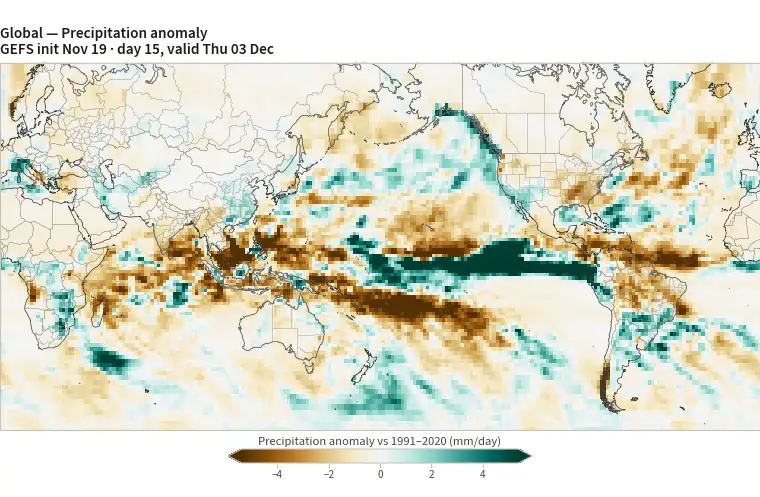 Global — Precipitation anomaly
GEFS init Nov 19 · day 15, valid Thu 03 Dec
Precipitation anomaly vs 1991–2020 (mm/day)
−4 −2 0 2 4